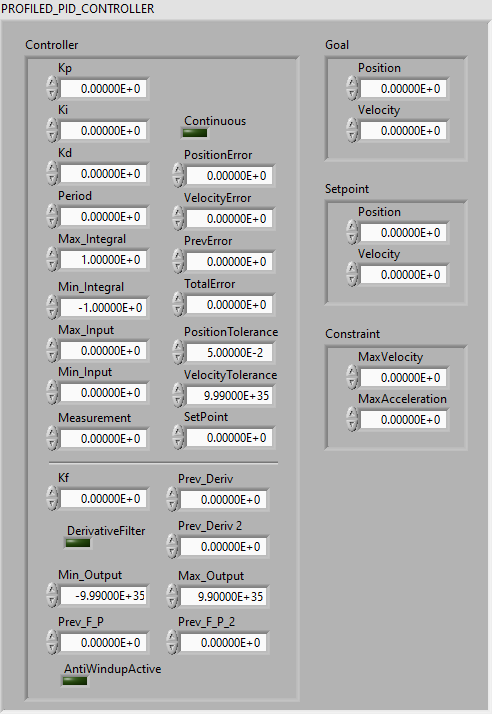 PROFILED_PID_CONTROLLER
Controller
Kp
0.00000E+0
Ki
0.00000E+0
Kd
0.00000E+0
Period
0.00000E+0
Max_Integral
1.00000E+0
Min_Integral
-1.00000E+0
Max_Input
0.00000E+0
Min_Input
0.00000E+0
Measurement
0.00000E+0
Continuous
PositionError
0.00000E+0
VelocityError
0.00000E+0
PrevError
0.00000E+0
TotalError
0.00000E+0
PositionTolerance
5.00000E-2
VelocityTolerance
9.99000E+35
SetPoint
0.00000E+0
Kf
0.00000E+0
DerivativeFilter
Min_Output
-9.99000E+35
Prev_F_P
0.00000E+0
AntiWindupActive
Prev_Deriv
0.00000E+0
Prev_Deriv 2
0.00000E+0
Max_Output
9.90000E+35
Prev_F_P_2
0.00000E+0
Goal
Position
0.00000E+0
Velocity
0.00000E+0
Setpoint
Position
0.00000E+0
Velocity
0.00000E+0
Constraint
MaxVelocity
0.00000E+0
MaxAcceleration
0.00000E+0